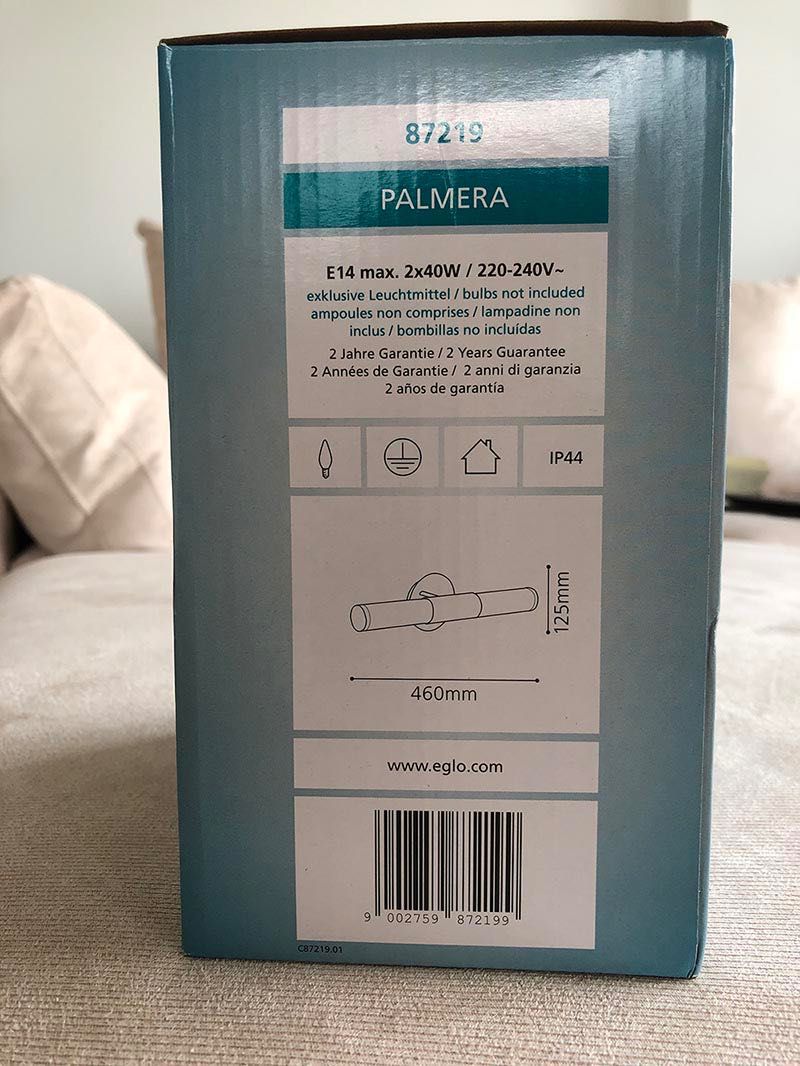 87219
PALMERA
E14 max. 2x40W / 220-240V~
exklusive Leuchtmittel / bulbs not included
ampoules non comprises / lampadine non
inclus / bombillas no incluídas
2 Jahre Garantie / 2 Years Guarantee
2 Années de Garantie / 2 anni di garanzia
2 años de garantía
IP44
125mm
460mm
www.eglo.com
9 002759 872199
C87219.01